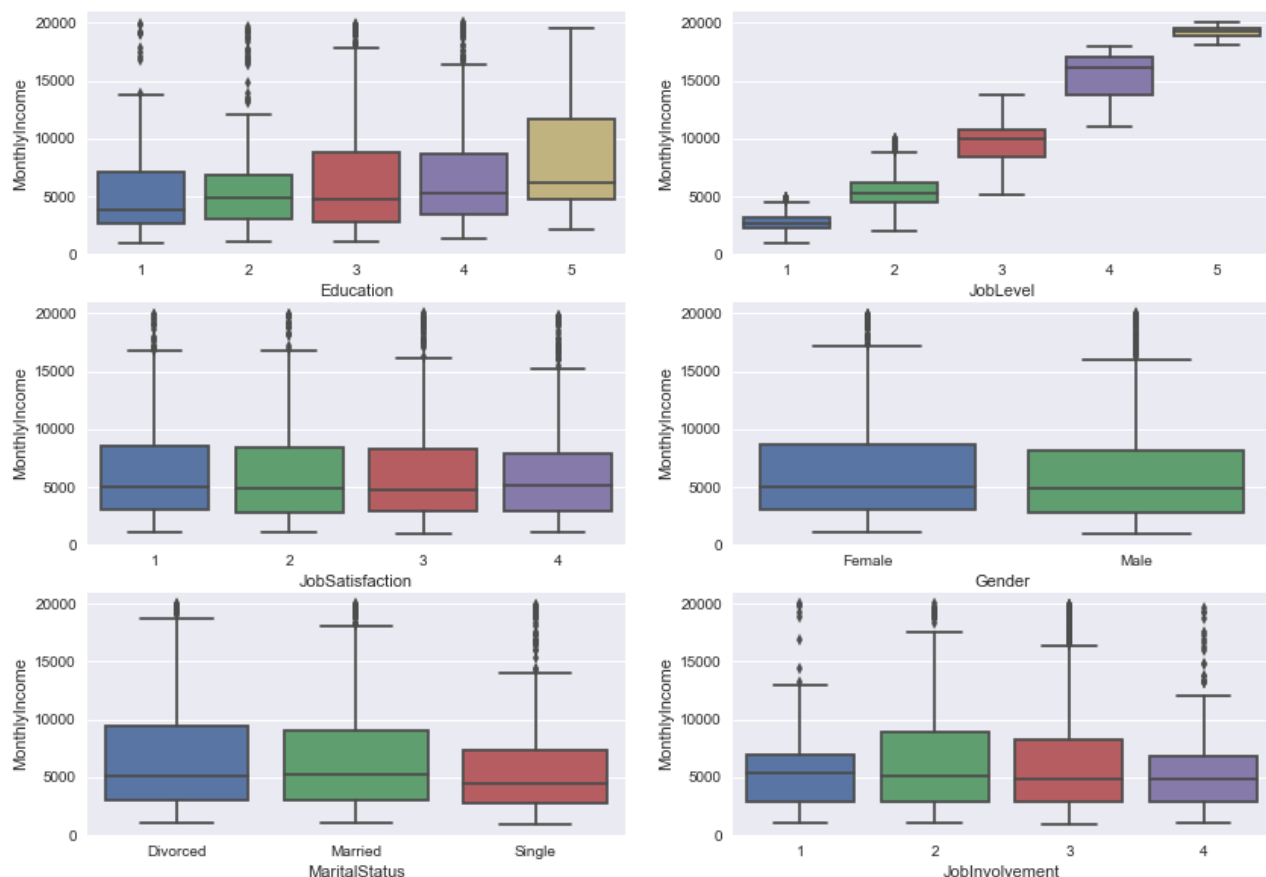 MonthlyIncome
20000
15000
10000
5000
0
1 2 3 4 5
Education
MonthlyIncome
20000
15000
10000
5000
0
1 2 3 4 5
JobLevel
MonthlyIncome
20000
15000
10000
5000
0
1 2 3 4
JobSatisfaction
MonthlyIncome
20000
15000
10000
5000
0
Female Male
Gender
MonthlyIncome
20000
15000
10000
5000
0
Divorced Married Single
MaritalStatus
MonthlyIncome
20000
15000
10000
5000
0
1 2 3 4
JobInvolvement